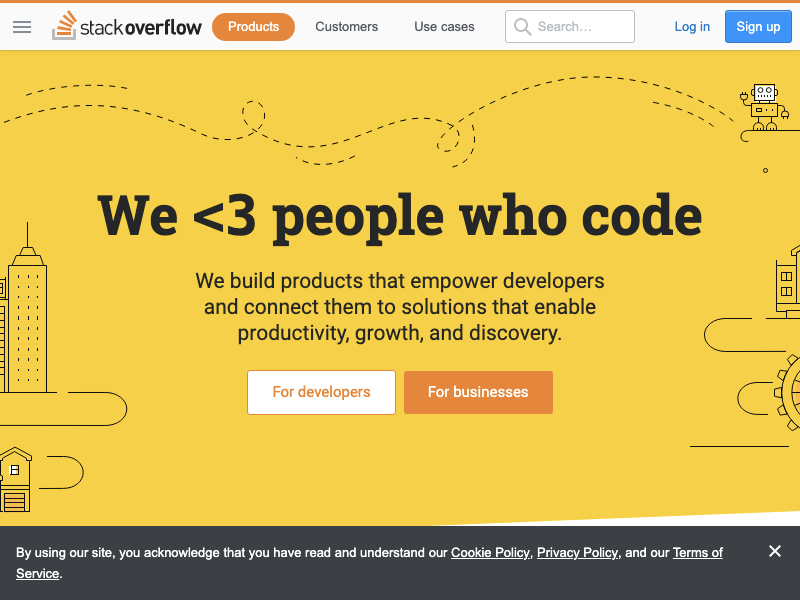 stackoverflow
Products
Customers
Use cases
Search...
Log in
Sign up
We <3 people who code
We build products that empower developers
and connect them to solutions that enable
productivity, growth, and discovery.
For developers
For businesses
By using our site, you acknowledge that you have read and understand our Cookie Policy, Privacy Policy, and our Terms of
Service.